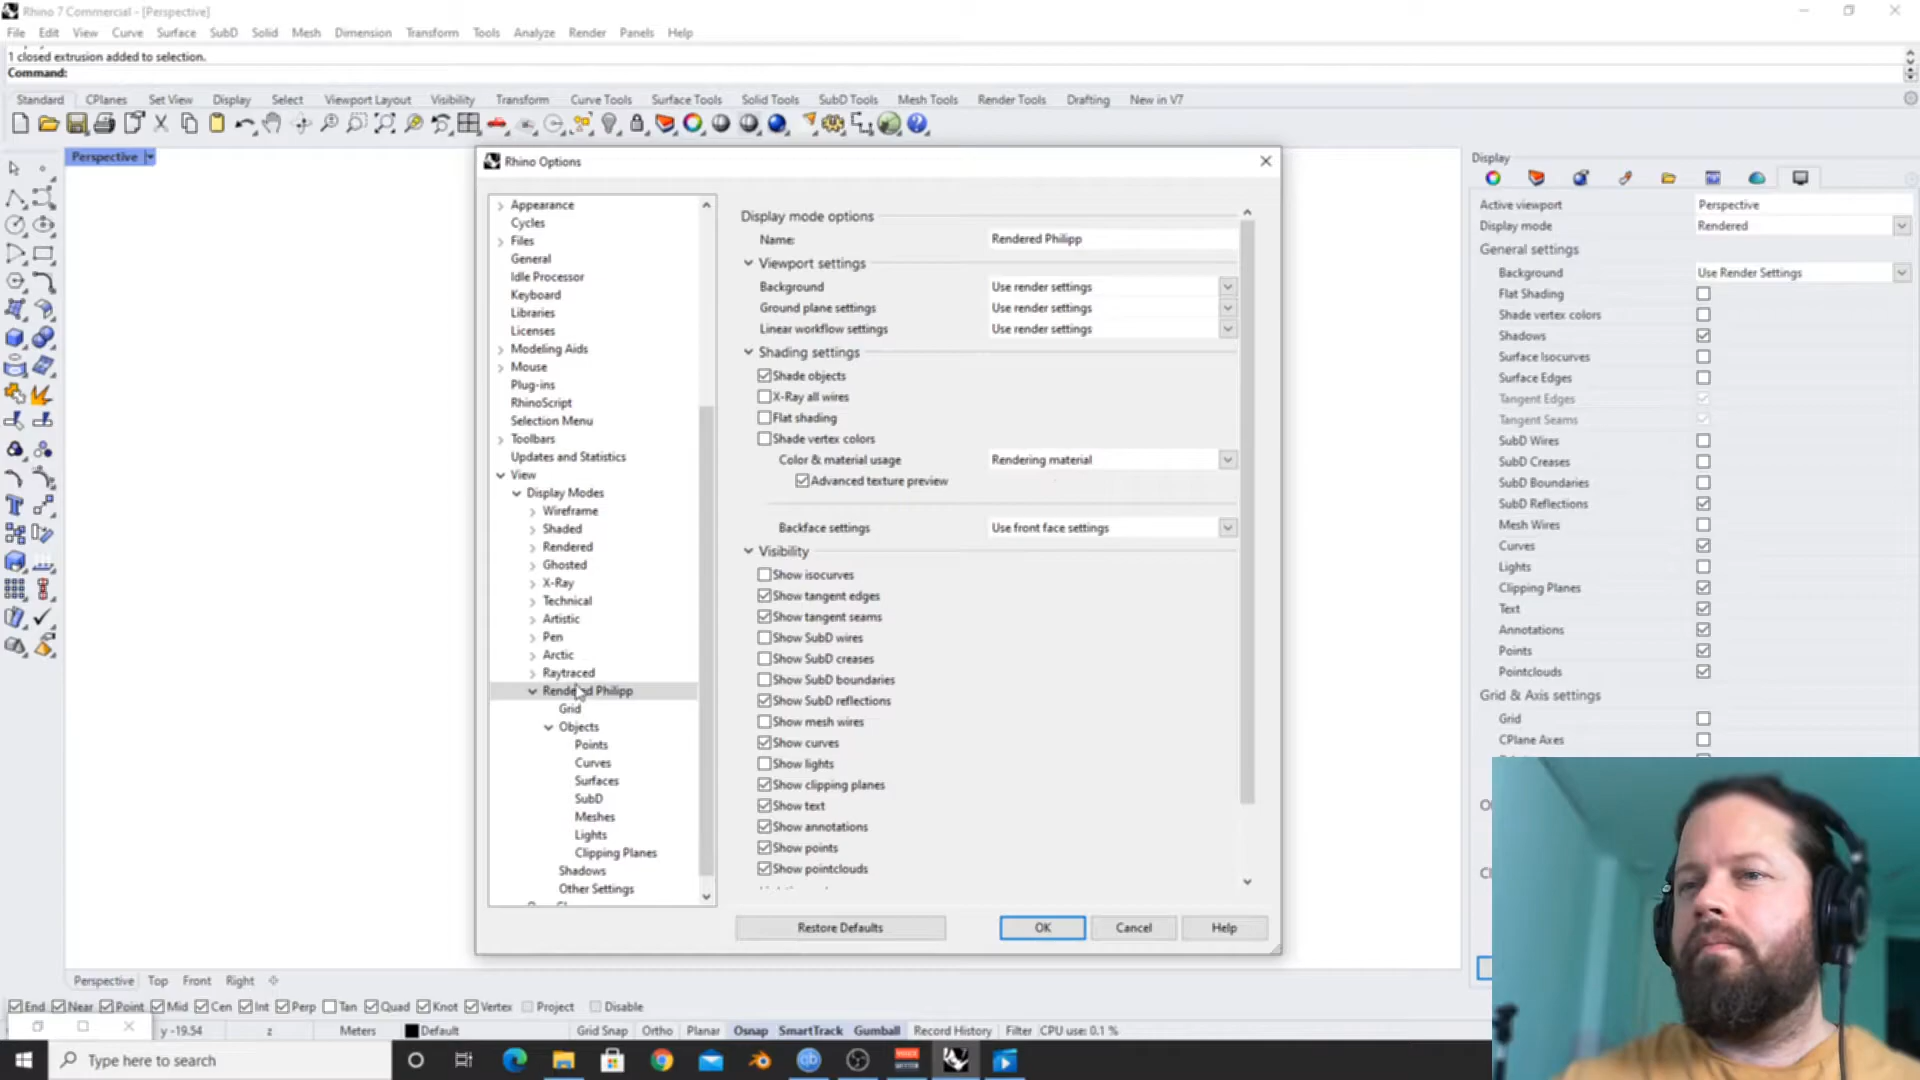 Rhino 7 Commercial - [Perspective]
File Edit View Curve Surface SubD Solid Mesh Dimension Transform Tools Analyze Render Panels Help
1 closed extrusion added to selection.
Command:
Standard CPlanes Set View Display Select Viewport Layout Visibility Transform Curve Tools Surface Tools Solid Tools SubD Tools Mesh Tools Render Tools Drafting New in V7
Perspective
Rhino Options
Appearance
Cycles
Files
General
Idle Processor
Keyboard
Libraries
Licenses
Modeling Aids
Mouse
Plug-ins
RhinoScript
Selection Menu
Toolbars
Updates and Statistics
View
Display Modes
Wireframe
Shaded
Rendered
Ghosted
X-Ray
Technical
Artistic
Pen
Arctic
Raytraced
Rendered Philipp
Grid
Objects
Points
Curves
Surfaces
SubD
Meshes
Lights
Clipping Planes
Shadows
Other Settings
Display mode options
Name: Rendered Philipp
Viewport settings
Background Use render settings
Ground plane settings Use render settings
Linear workflow settings Use render settings
Shading settings
Shade objects
X-Ray all wires
Flat shading
Shade vertex colors
Color & material usage Rendering material
Advanced texture preview
Backface settings Use front face settings
Visibility
Show isocurves
Show tangent edges
Show tangent seams
Show SubD wires
Show SubD creases
Show SubD boundaries
Show SubD reflections
Show mesh wires
Show curves
Show lights
Show clipping planes
Show text
Show annotations
Show points
Show pointclouds
Restore Defaults OK Cancel Help
Display
Active viewport Perspective
Display mode Rendered
General settings
Background Use Render Settings
Flat Shading
Shade vertex colors
Shadows
Surface Isocurves
Surface Edges
Tangent Edges
Tangent Seams
SubD Wires
SubD Creases
SubD Boundaries
SubD Reflections
Mesh Wires
Curves
Lights
Clipping Planes
Text
Annotations
Points
Pointclouds
Grid & Axis settings
Grid
CPlane Axes
Perspective Top Front Right
End Near Point Mid Cen Int Perp Tan Quad Knot Vertex Project Disable
y -19.54 z Meters Default Grid Snap Ortho Planar Osnap SmartTrack Gumball Record History Filter CPU use: 0.1 %
Type here to search